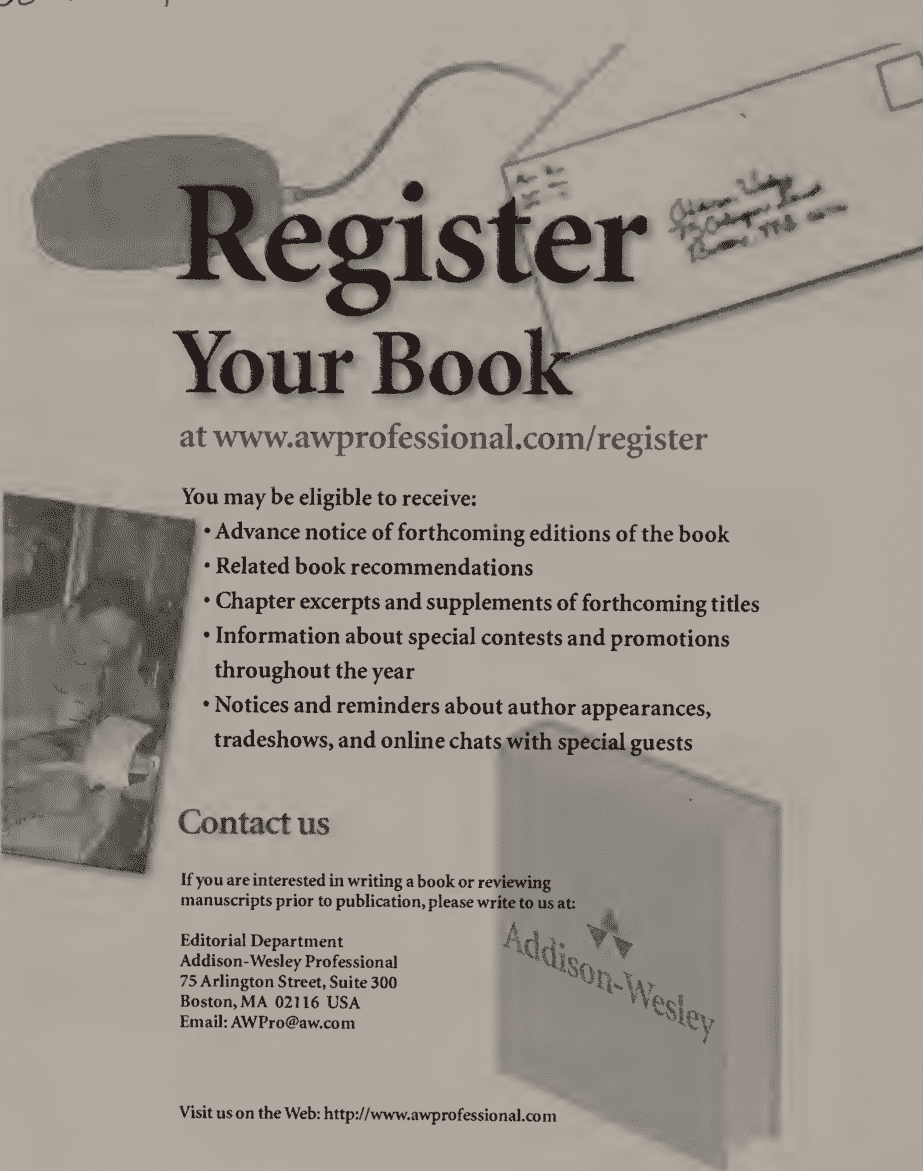 Register
Your Book
at www.awprofessional.com/register
You may be eligible to receive:
• Advance notice of forthcoming editions of the book
• Related book recommendations
• Chapter excerpts and supplements of forthcoming titles
• Information about special contests and promotions
throughout the year
• Notices and reminders about author appearances,
tradeshows, and online chats with special guests
Contact us
If you are interested in writing a book or reviewing
manuscripts prior to publication, please write to us at:
Editorial Department
Addison-Wesley Professional
75 Arlington Street, Suite 300
Boston, MA 02116 USA
Email: AWPro@aw.com
Addison-Wesley
Visit us on the Web: http://www.awprofessional.com